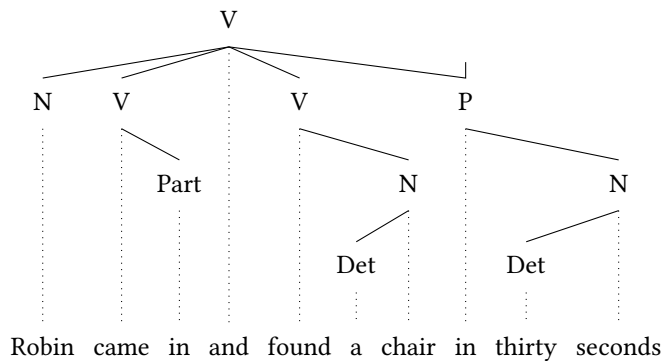 V
N V V P
Part N N
Det Det
Robin came in and found a chair in thirty seconds